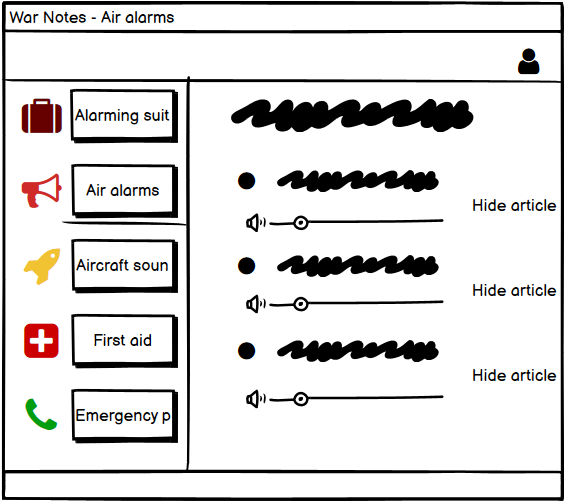 War Notes - Air alarms
Alarming suit
Air alarms
Aircraft soun
First aid
Emergency p
Hide article
Hide article
Hide article